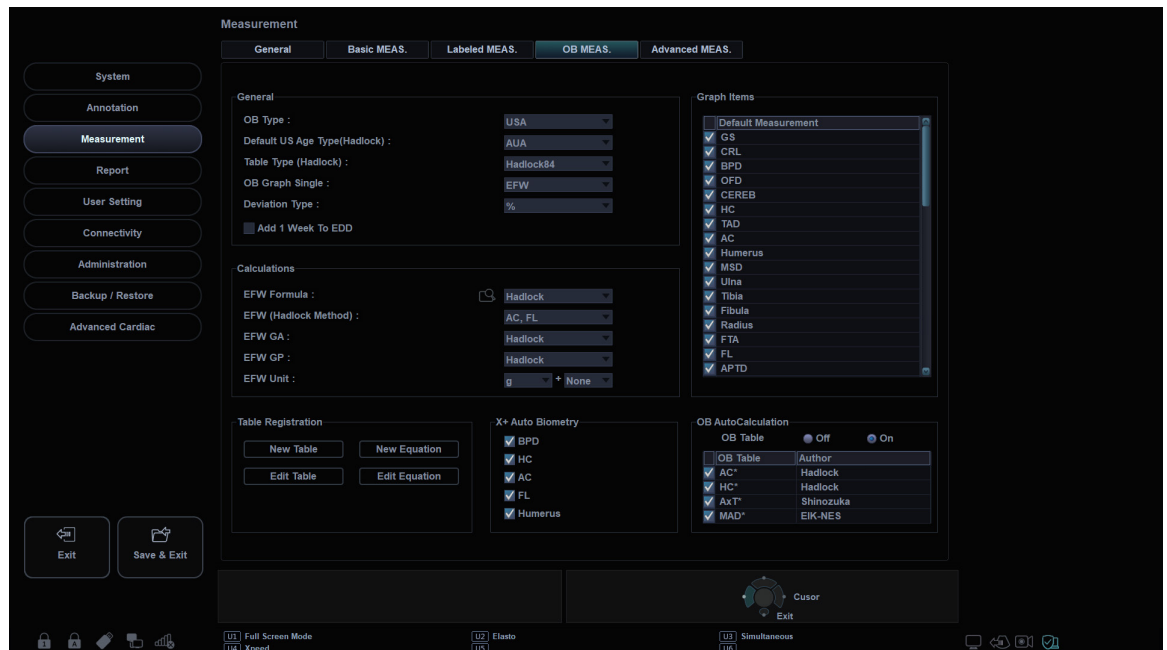 Measurement
General Basic MEAS. Labeled MEAS. OB MEAS. Advanced MEAS.
System
Annotation
Measurement
Report
User Setting
Connectivity
Administration
Backup / Restore
Advanced Cardiac
Exit
Save & Exit
General
OB Type : USA
Default US Age Type(Hadlock) : AUA
Table Type (Hadlock) : Hadlock84
OB Graph Single : EFW
Deviation Type : %
Add 1 Week To EDD
Calculations
EFW Formula : Hadlock
EFW (Hadlock Method) : AC, FL
EFW GA : Hadlock
EFW GP : Hadlock
EFW Unit : g + None
Graph Items
Default Measurement
GS
CRL
BPD
OFD
CEREB
HC
TAD
AC
Humerus
MSD
Ulna
Tibia
Fibula
Radius
FTA
FL
APTD
Table Registration
New Table New Equation
Edit Table Edit Equation
X+ Auto Biometry
BPD
HC
AC
FL
Humerus
OB AutoCalculation
OB Table Off On
OB Table Author
AC* Hadlock
HC* Hadlock
AxT* Shinozuka
MAD* EIK-NES
Cusor
Exit
1 A
U1 Full Screen Mode U2 Elasto U3 Simultaneous
U4 Xpeed U5 U6